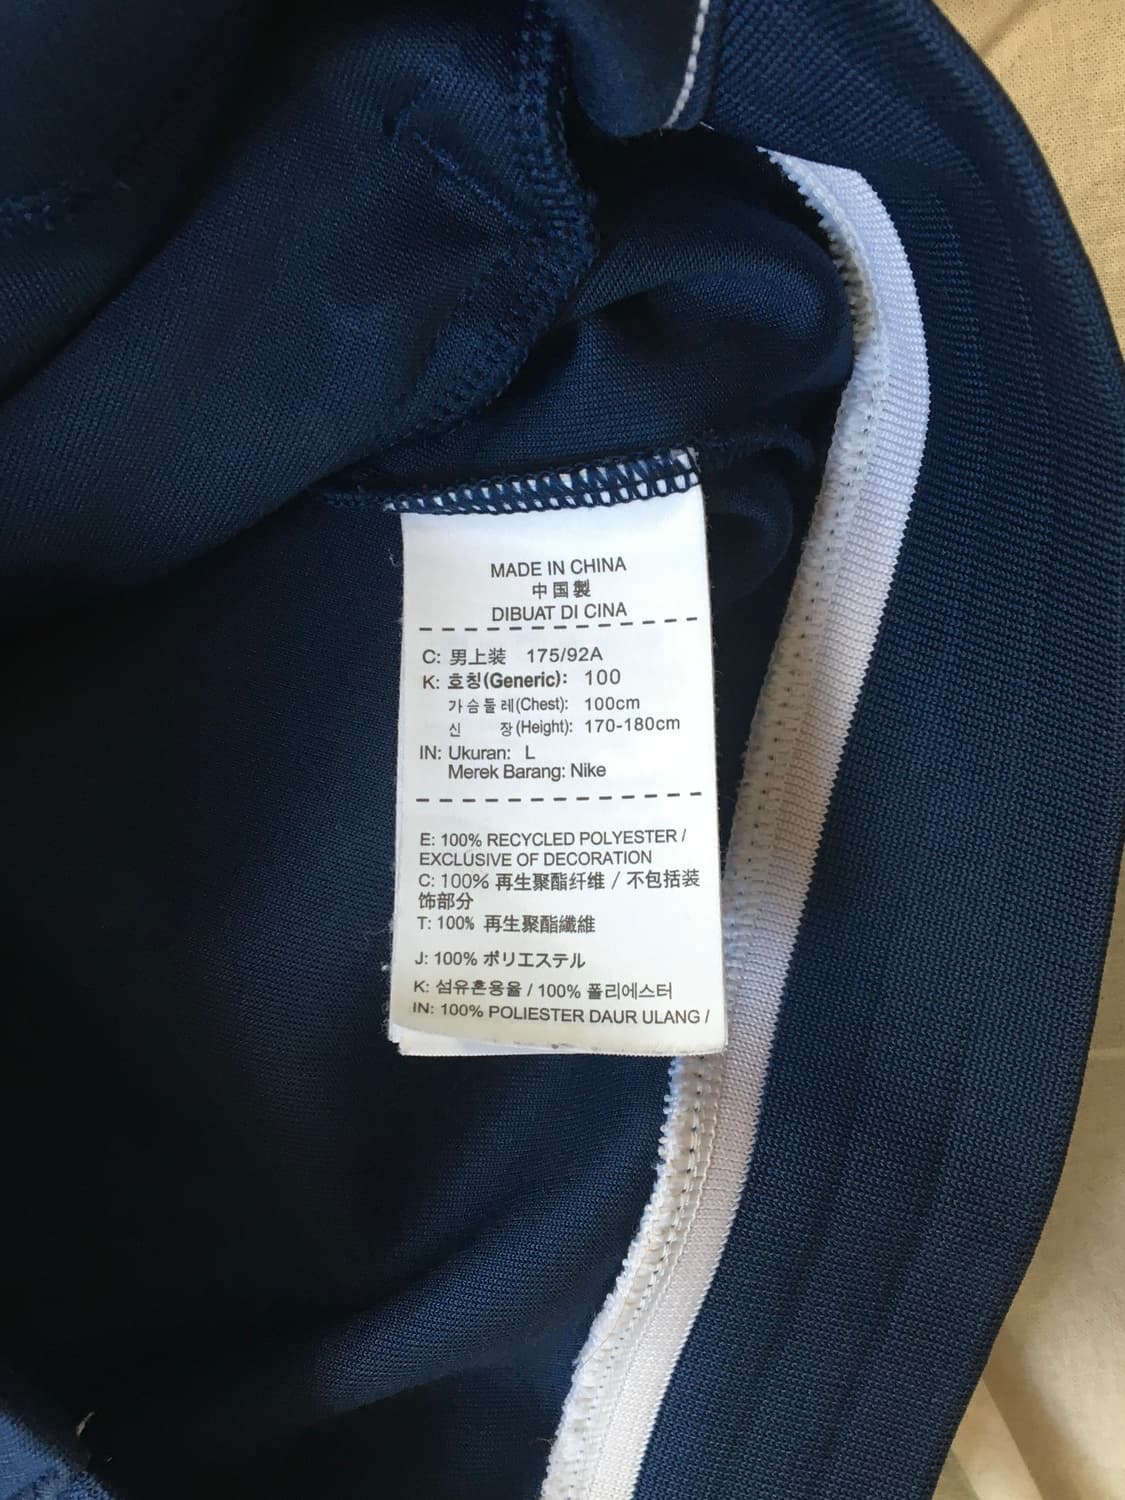 MADE IN CHINA
中国製
DIBUAT DI CINA
C: 男上装 175/92A
K: 호칭(Generic): 100
가슴둘레(Chest): 100cm
신 장(Height): 170-180cm
IN: Ukuran: L
Merek Barang: Nike
E: 100% RECYCLED POLYESTER /
EXCLUSIVE OF DECORATION
C: 100% 再生聚酯纤维 / 不包括装
饰部分
T: 100% 再生聚酯纖維
J: 100% ポリエステル
K: 섬유혼용율 / 100% 폴리에스터
IN: 100% POLIESTER DAUR ULANG /